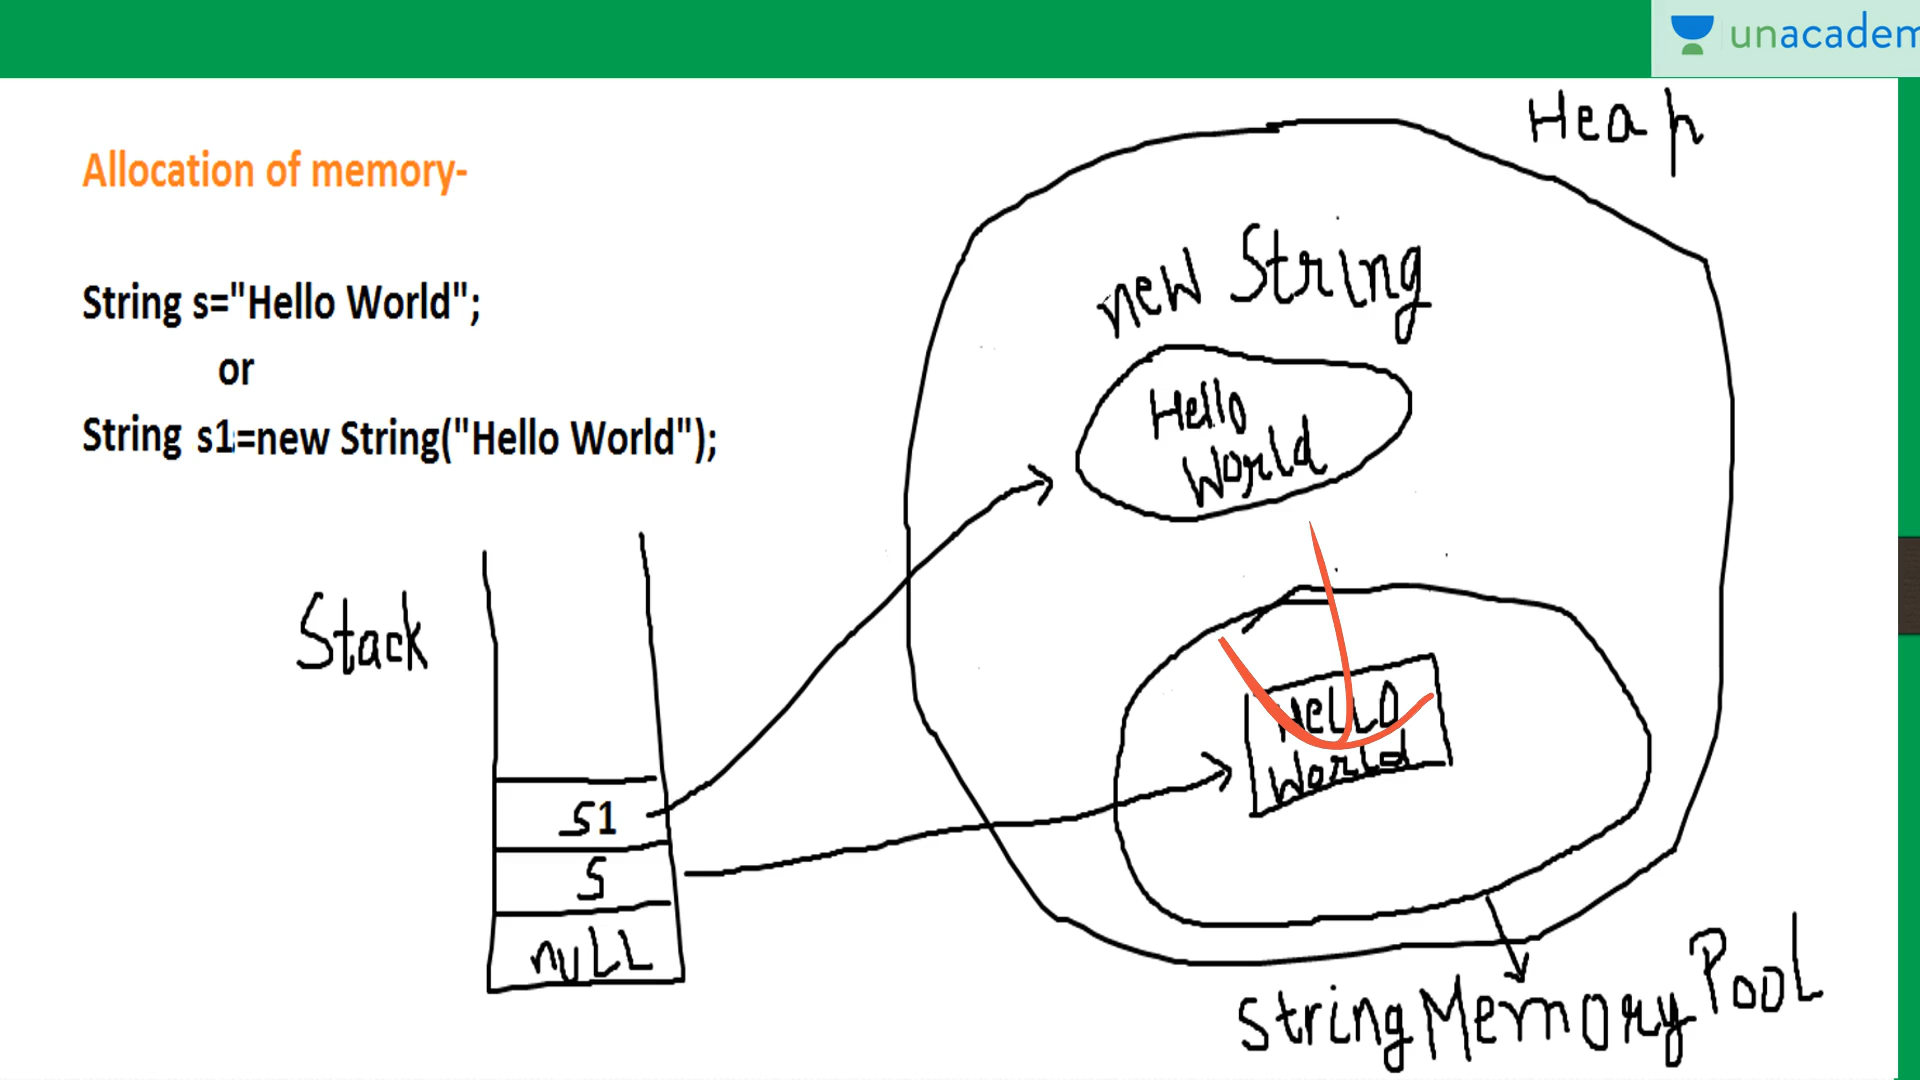 unacadem
Allocation of memory-
String s="Hello World";
or
String s1=new String("Hello World");
Heap
new String
Hello
World
Stack
Hello
World
s1
s
nuLL
String Memory Pool